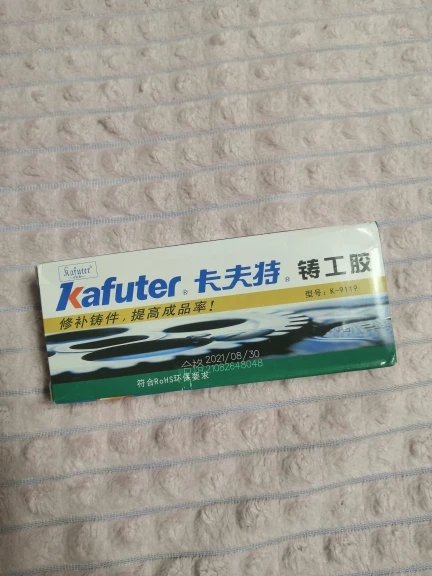 Kafuter
Kafuter® 卡夫特® 铸工胶
型号：K-9119
修补铸件，提高成品率！
合格 2021/08/30
21082648048
符合RoHS环保要求